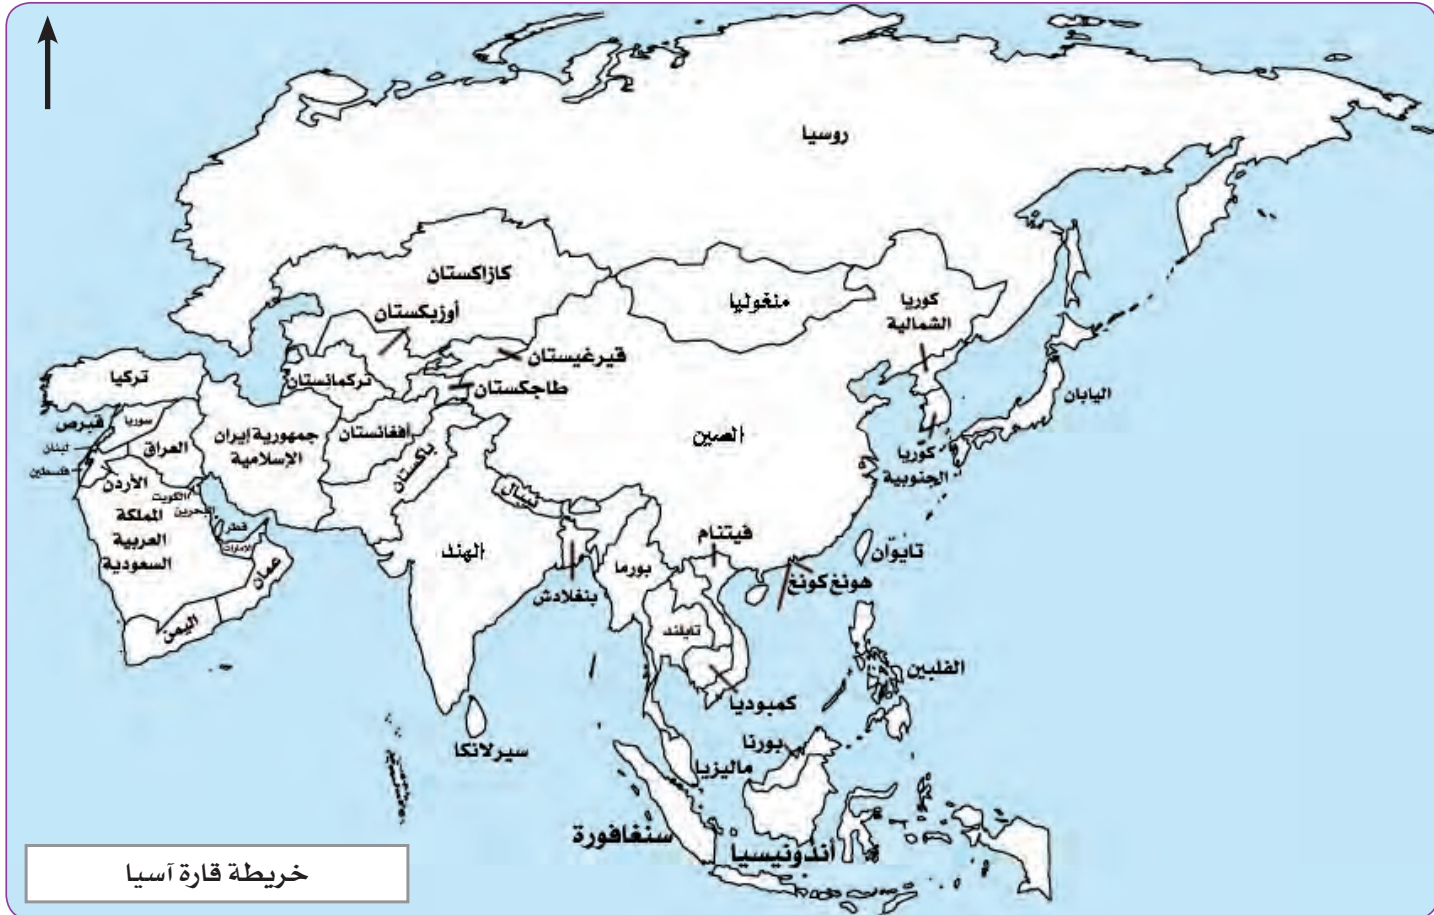 روسيا
كازاكستان
منغوليا
كوريا
الشمالية
أوزبكستان
قيرغيستان
تركيا
تركمانستان
طاجكستان
اليابان
قبرص
سوريا
جمهورية إيران
الإسلامية
أفغانستان
الصين
لبنان
العراق
باكستان
كوريا
الجنوبية
فلسطين
الأردن
الكويت
البحرين
نيبال
المملكة
العربية
السعودية
قطر
الإمارات
عمان
الهند
فيتنام
تايوان
بورما
هونغ كونغ
بنغلادش
اليمن
تايلند
الفلبين
كمبوديا
سيرلانكا
بورنا
ماليزيا
سنغافورة
أندونيسيا
خريطة قارة آسيا